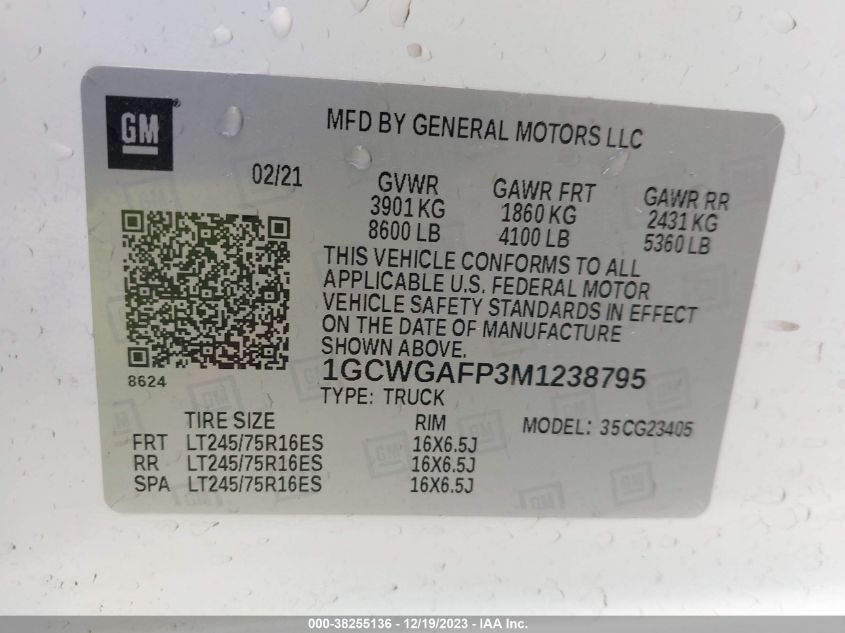 GM
MFD BY GENERAL MOTORS LLC
02/21
GVWR
3901 KG
8600 LB
GAWR FRT
1860 KG
4100 LB
GAWR RR
2431 KG
5360 LB
THIS VEHICLE CONFORMS TO ALL
APPLICABLE U.S. FEDERAL MOTOR
VEHICLE SAFETY STANDARDS IN EFFECT
ON THE DATE OF MANUFACTURE
SHOWN ABOVE.
8624
1GCWGAFP3M1238795
TYPE: TRUCK
TIRE SIZE RIM MODEL: 35CG23405
FRT LT245/75R16ES 16X6.5J
RR LT245/75R16ES 16X6.5J
SPA LT245/75R16ES 16X6.5J
000-38255136 - 12/19/2023 - IAA Inc.